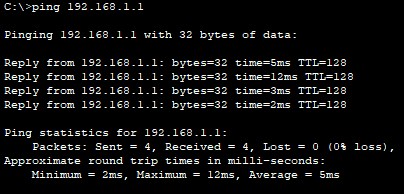 C:\>ping 192.168.1.1
Pinging 192.168.1.1 with 32 bytes of data:
Reply from 192.168.1.1: bytes=32 time=5ms TTL=128
Reply from 192.168.1.1: bytes=32 time=12ms TTL=128
Reply from 192.168.1.1: bytes=32 time=3ms TTL=128
Reply from 192.168.1.1: bytes=32 time=2ms TTL=128
Ping statistics for 192.168.1.1:
Packets: Sent = 4, Received = 4, Lost = 0 (0% loss),
Approximate round trip times in milli-seconds:
Minimum = 2ms, Maximum = 12ms, Average = 5ms